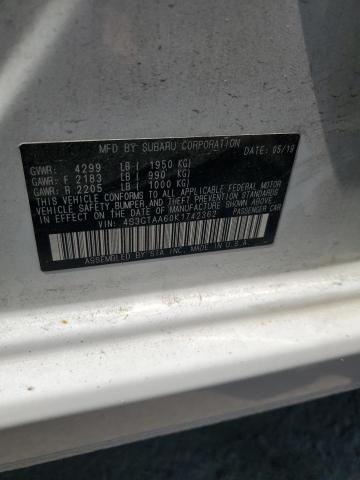 MFD BY SUBARU CORPORATION DATE: 05/19
GVWR: 4299 LB ( 1950 KG)
GAWR: F 2183 LB ( 990 KG)
GAWR: R 2205 LB ( 1000 KG)
THIS VEHICLE CONFORMS TO ALL APPLICABLE FEDERAL MOTOR
VEHICLE SAFETY, BUMPER, AND THEFT PREVENTION STANDARDS
IN EFFECT ON THE DATE OF MANUFACTURE SHOWN ABOVE.
VIN: 4S3GTAA60K1742362 PASSENGER CAR
ASSEMBLED BY SIA, INC. MADE IN U.S.A.